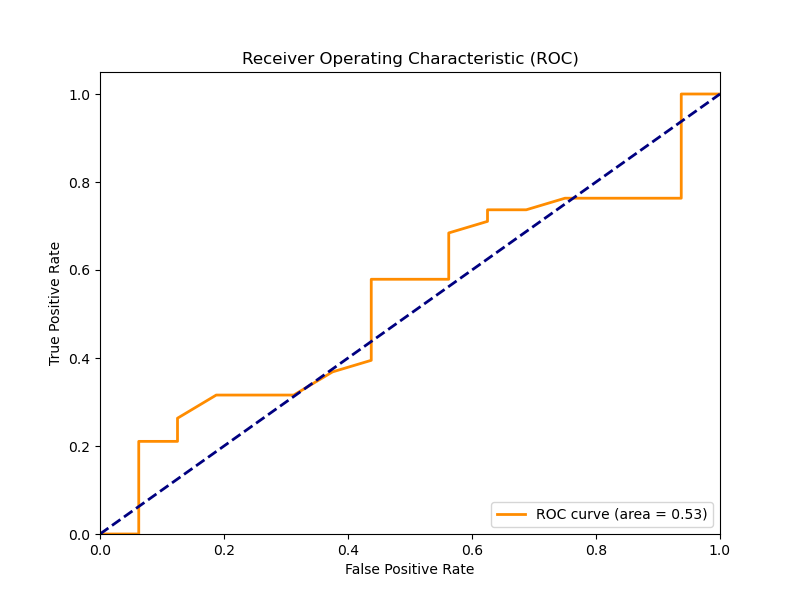 Receiver Operating Characteristic (ROC)
True Positive Rate
1.0
0.8
0.6
0.4
0.2
0.0
0.0 0.2 0.4 0.6 0.8 1.0
False Positive Rate
ROC curve (area = 0.53)